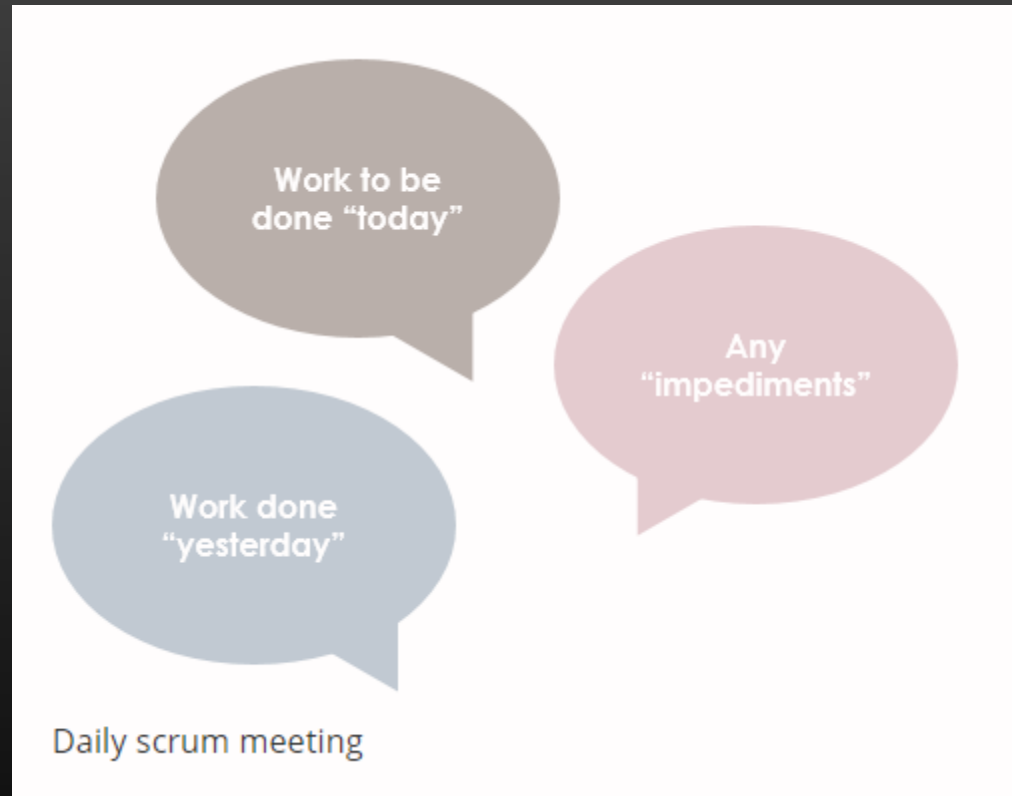 Work to be
done “today”
Any
“impediments”
Work done
“yesterday”
Daily scrum meeting